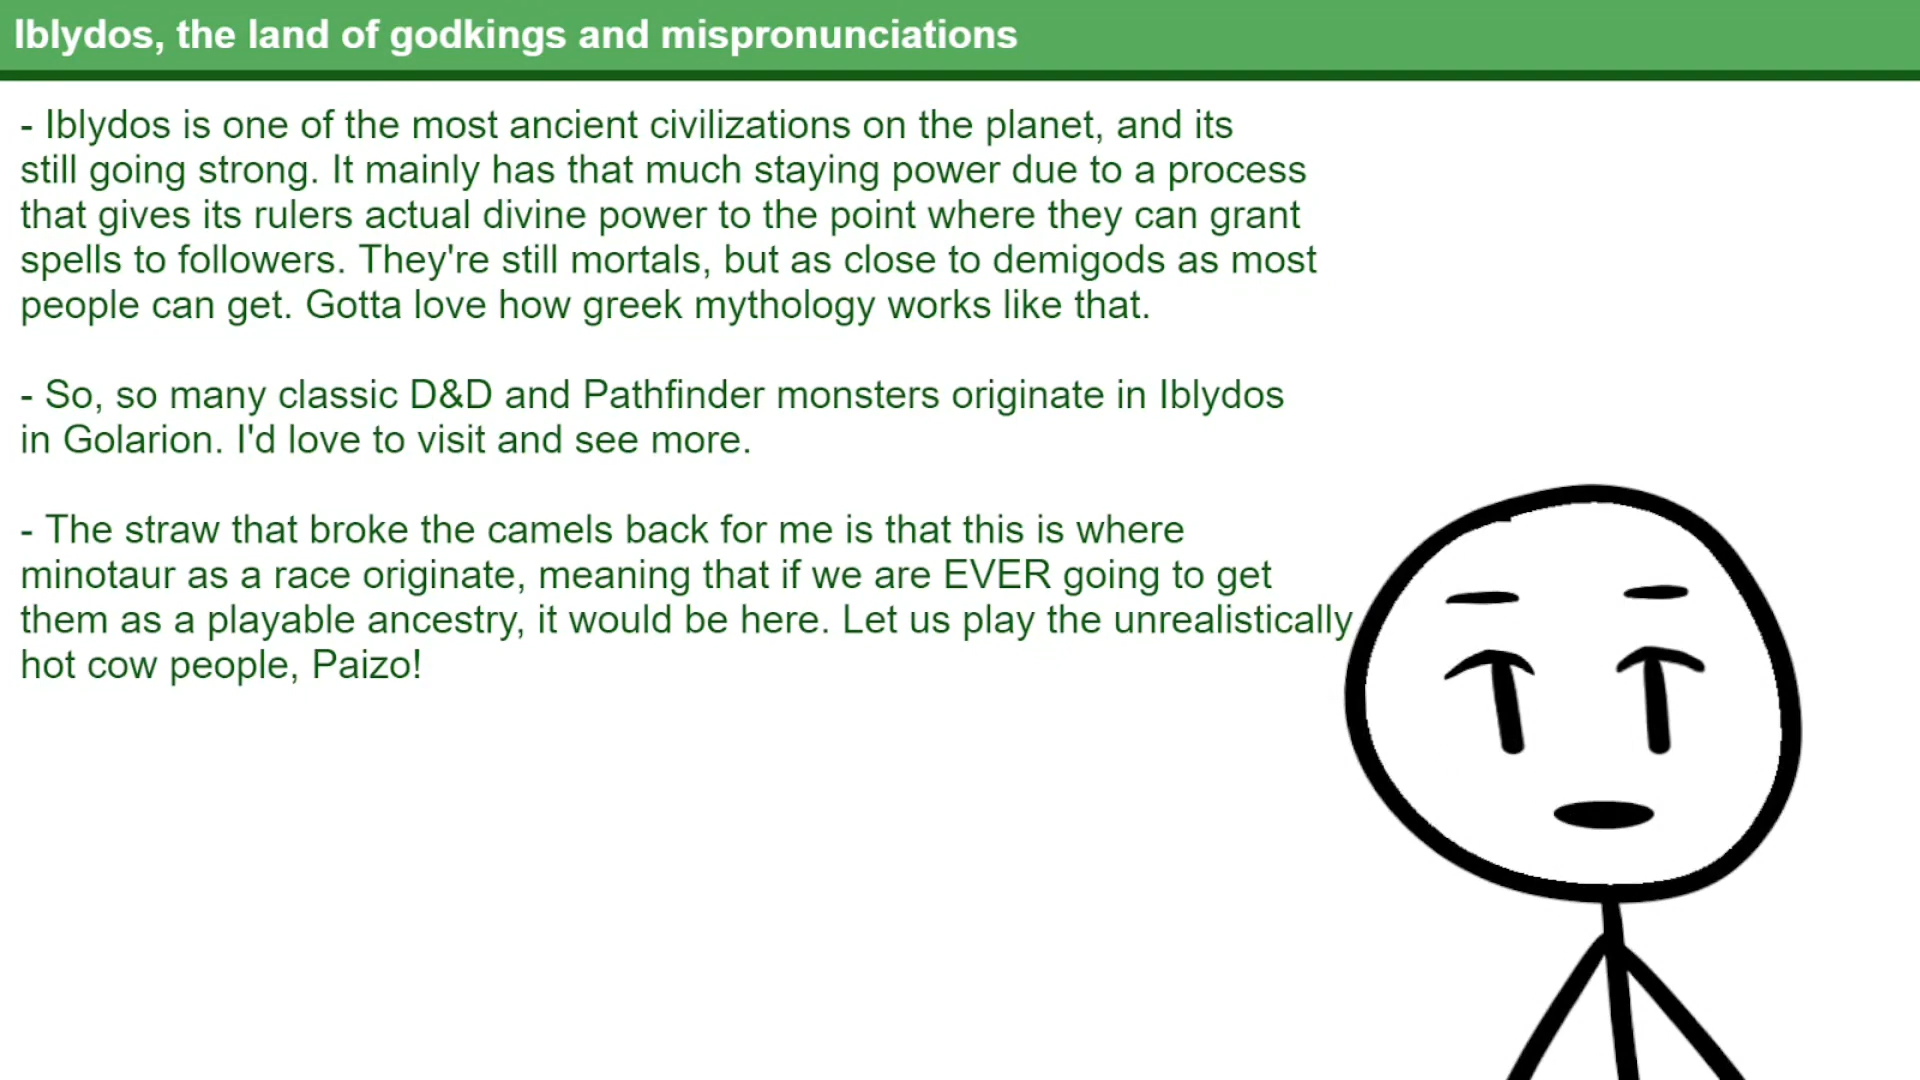 Iblydos, the land of godkings and mispronunciations
- Iblydos is one of the most ancient civilizations on the planet, and its
still going strong. It mainly has that much staying power due to a process
that gives its rulers actual divine power to the point where they can grant
spells to followers. They're still mortals, but as close to demigods as most
people can get. Gotta love how greek mythology works like that.
- So, so many classic D&D and Pathfinder monsters originate in Iblydos
in Golarion. I'd love to visit and see more.
- The straw that broke the camels back for me is that this is where
minotaur as a race originate, meaning that if we are EVER going to get
them as a playable ancestry, it would be here. Let us play the unrealistically
hot cow people, Paizo!